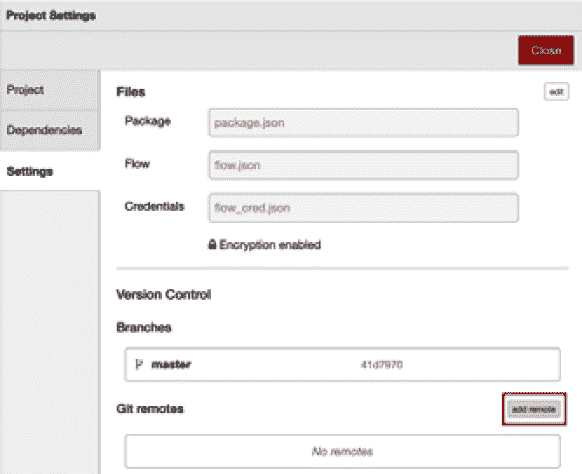 Project Settings
Close
Project
Dependencies
Settings
Files
edit
Package
package.json
Flow
flow.json
Credentials
flow_cred.json
Encryption enabled
Version Control
Branches
master 41d7970
Git remotes
add remote
No remotes